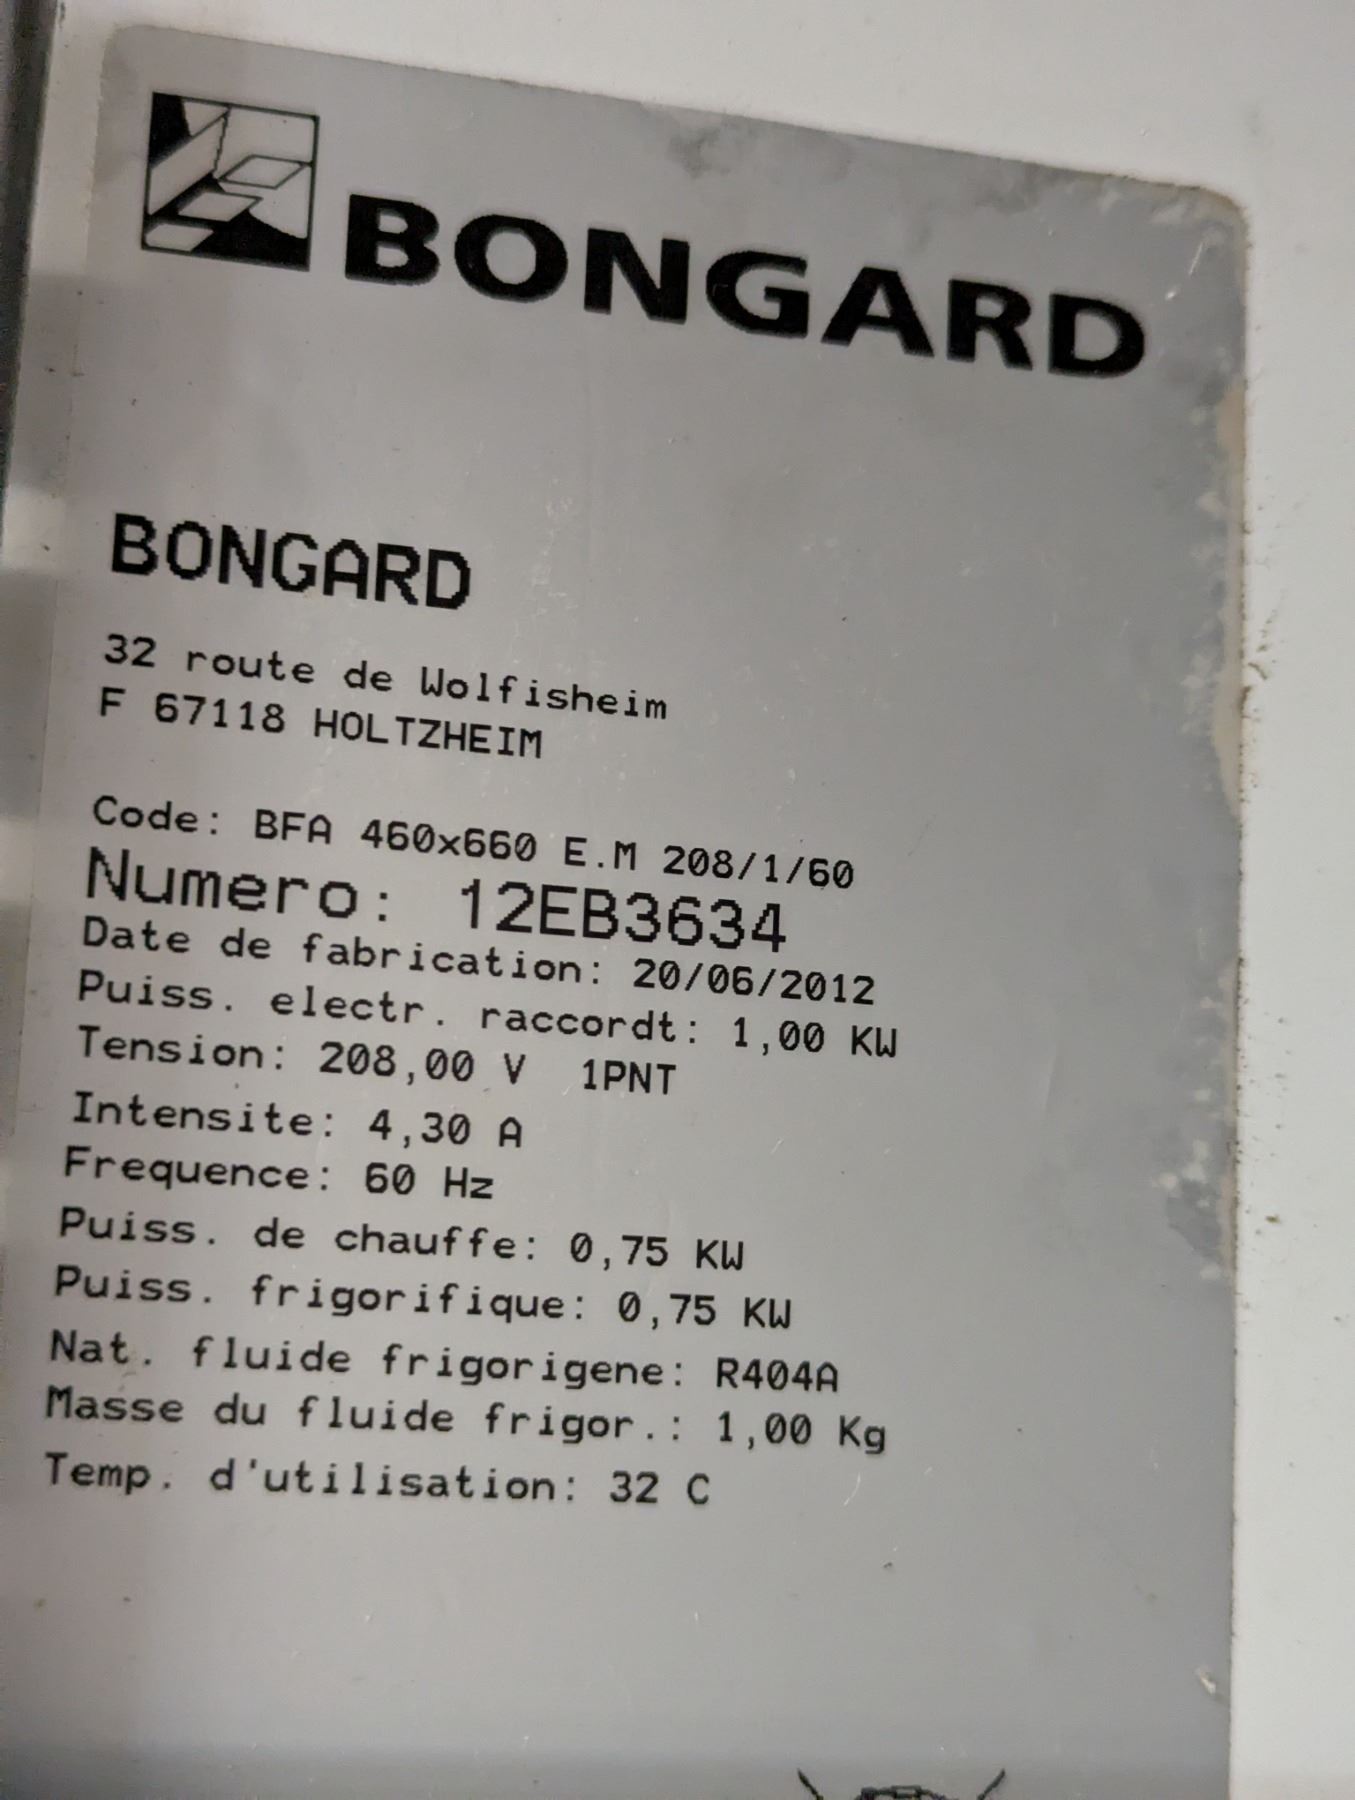 BONGARD
BONGARD
32 route de Wolfisheim
F 67118 HOLTZHEIM
Code: BFA 460x660 E.M 208/1/60
Numero: 12EB3634
Date de fabrication: 20/06/2012
Puiss. electr. raccordt: 1,00 KW
Tension: 208,00 V 1PNT
Intensite: 4,30 A
Frequence: 60 Hz
Puiss. de chauffe: 0,75 KW
Puiss. frigorifique: 0,75 KW
Nat. fluide frigorigene: R404A
Masse du fluide frigor.: 1,00 Kg
Temp. d'utilisation: 32 C